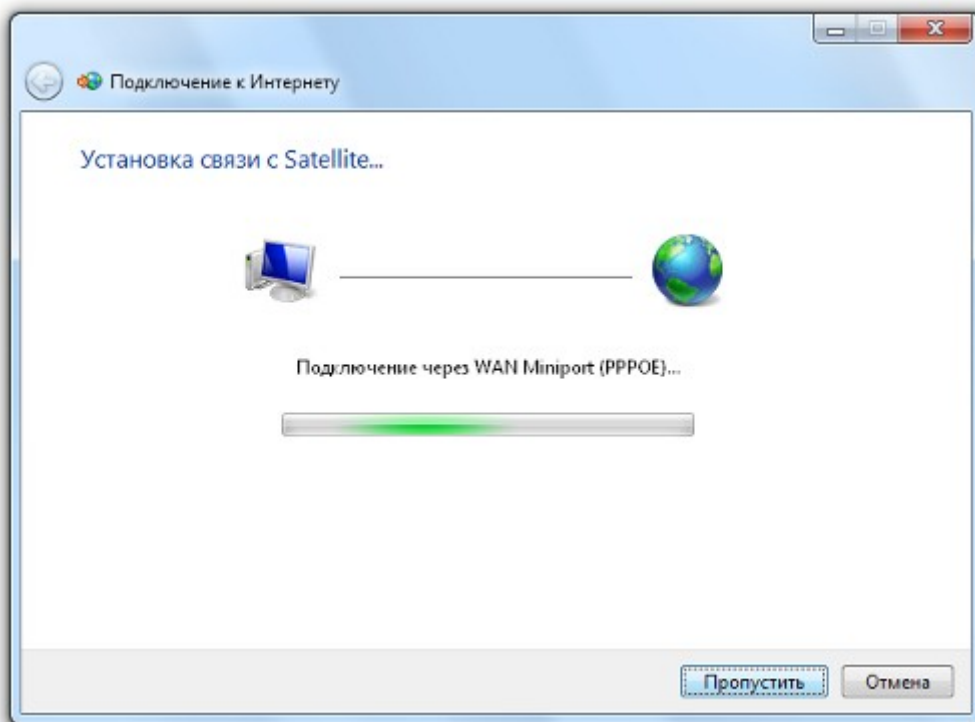 Подключение к Интернету
Установка связи с Satellite...
Подключение через WAN Miniport (PPPOE)...
Пропустить
Отмена